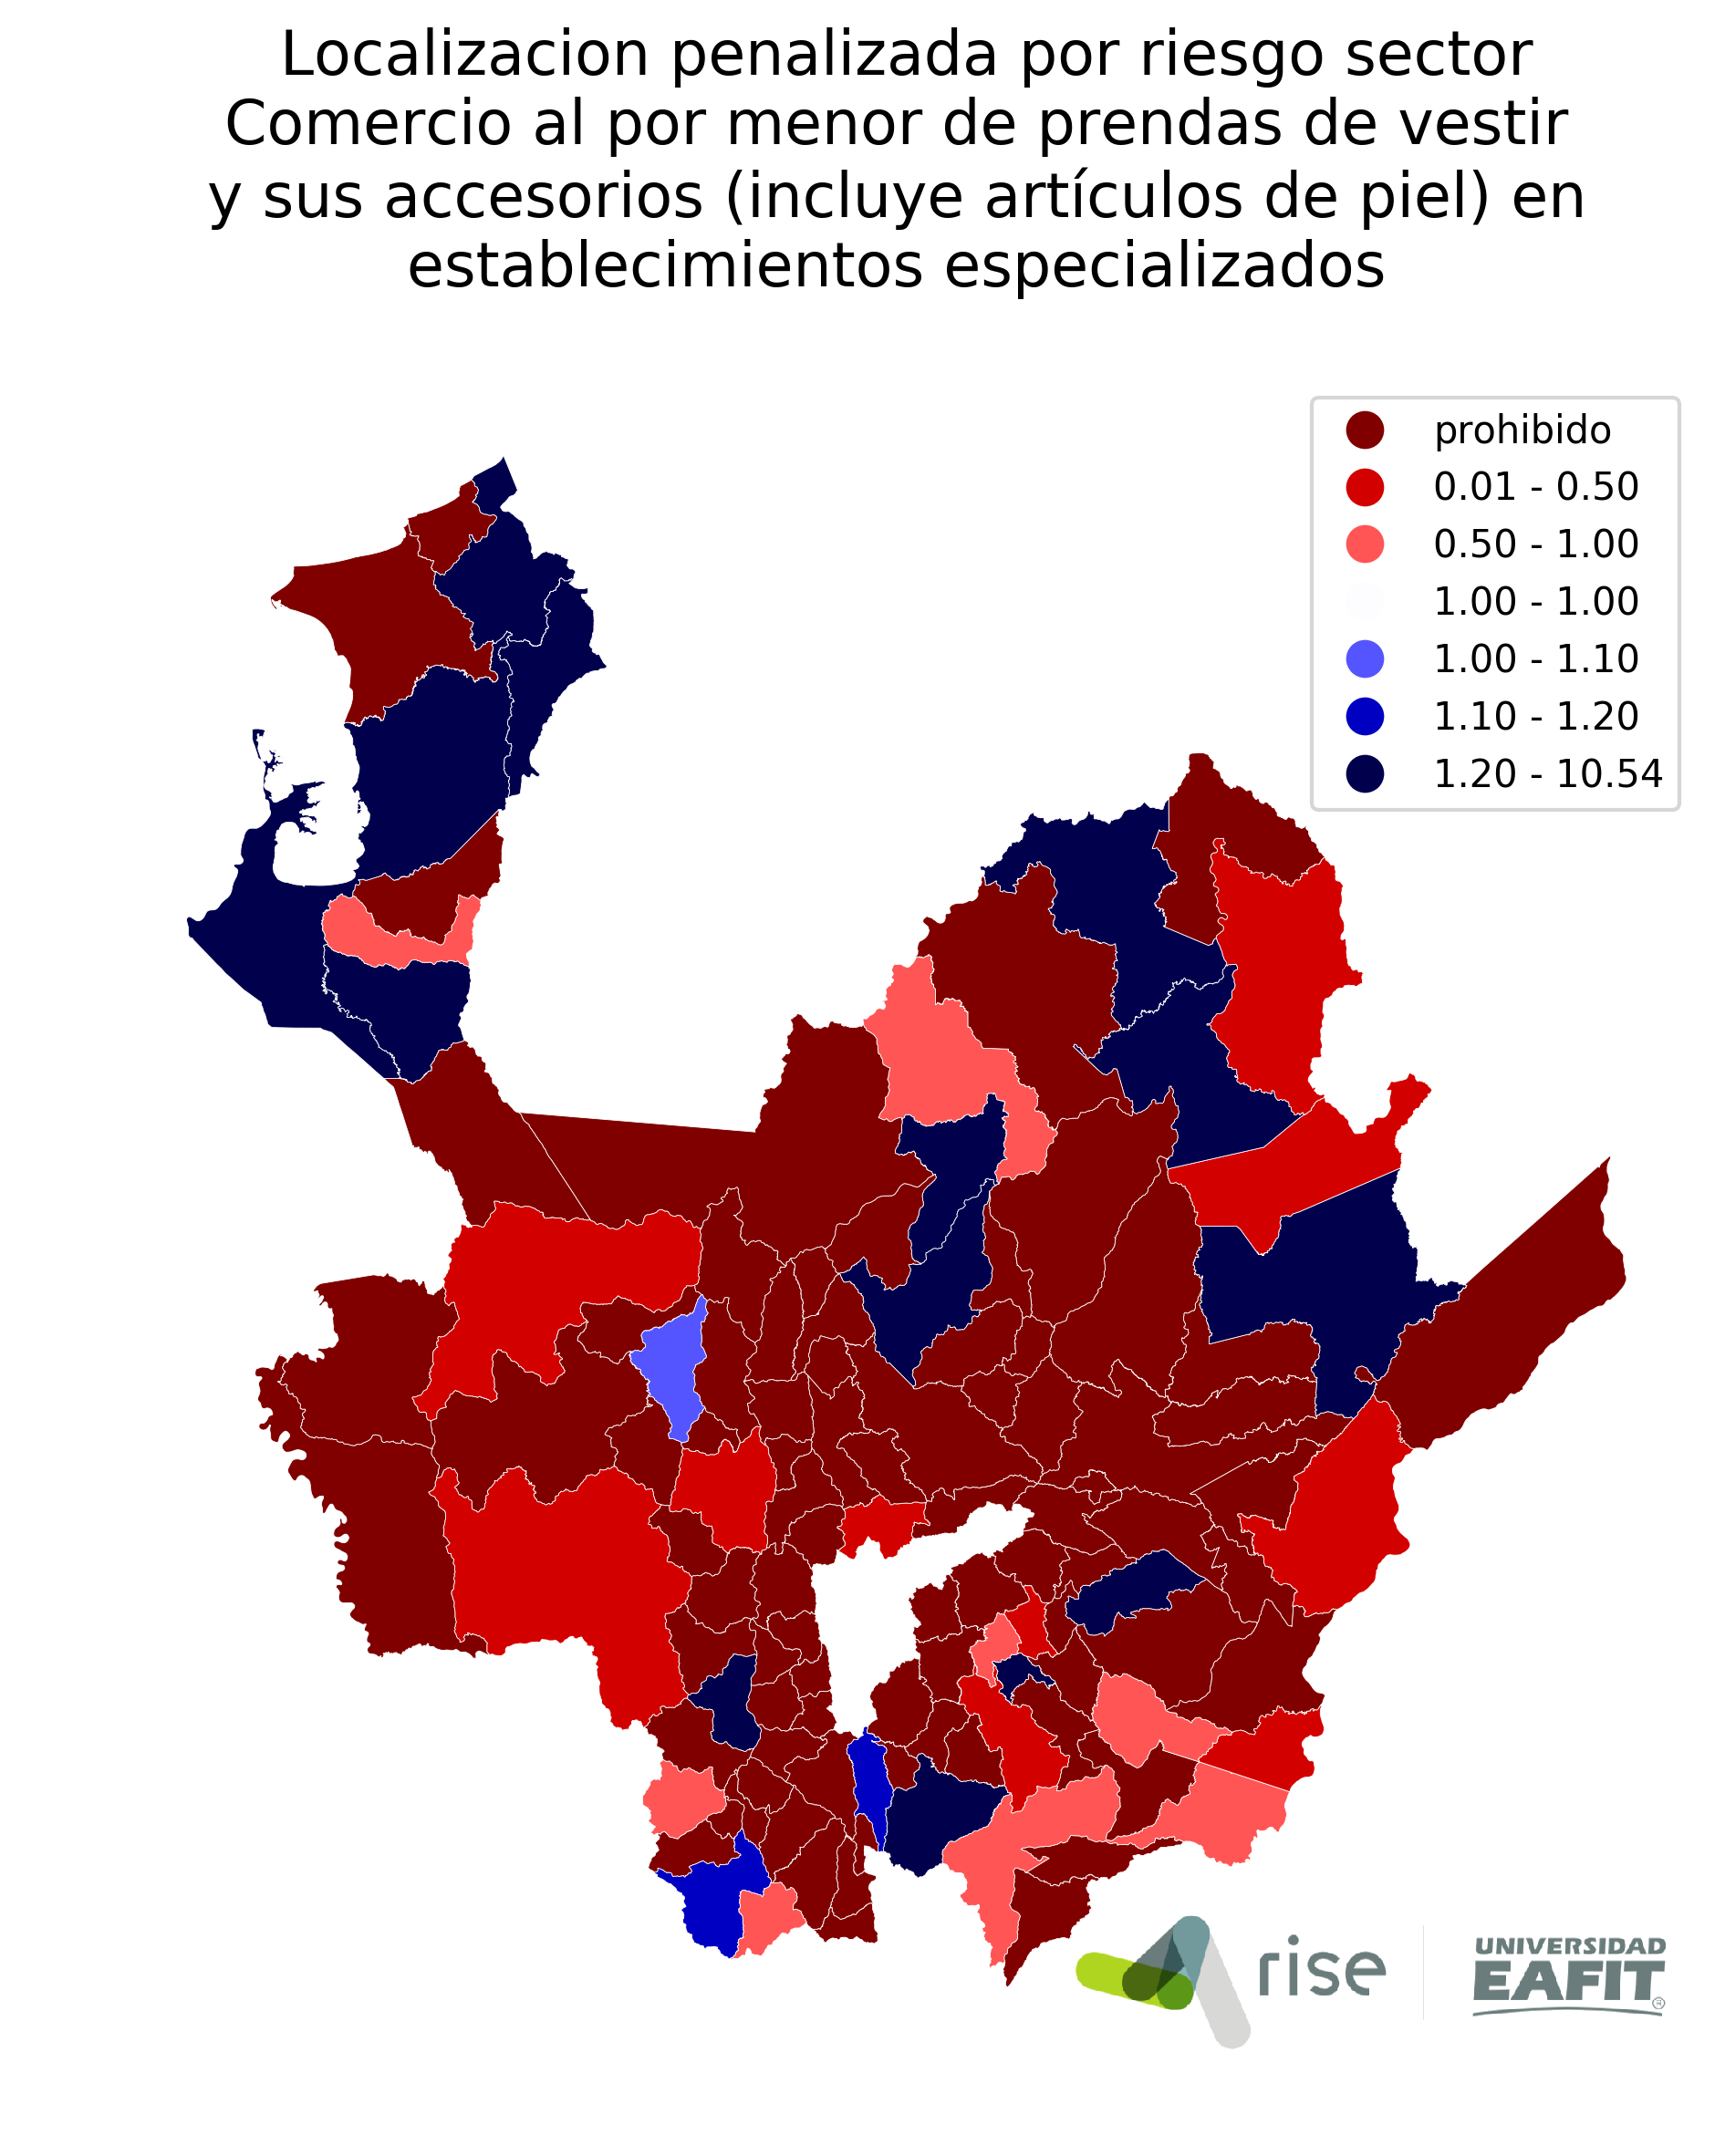 Localizacion penalizada por riesgo sector
Comercio al por menor de prendas de vestir
y sus accesorios (incluye artículos de piel) en
establecimientos especializados
prohibido
0.01 - 0.50
0.50 - 1.00
1.00 - 1.00
1.00 - 1.10
1.10 - 1.20
1.20 - 10.54
rise
UNIVERSIDAD
EAFIT®